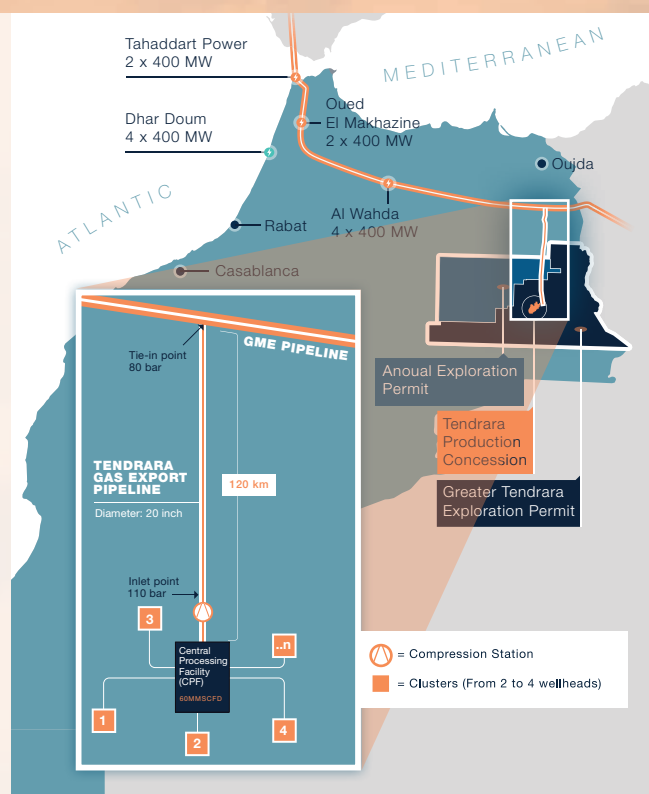 Tahaddart Power
2 x 400 MW
MEDITERRANEAN
Oued
El Makhazine
2 x 400 MW
Dhar Doum
4 x 400 MW
Oujda
ATLANTIC
Al Wahda
4 x 400 MW
Rabat
Casablanca
GME PIPELINE
Tie-in point
80 bar
TENDRARA
GAS EXPORT
PIPELINE
Diameter: 20 inch
120 km
Inlet point
110 bar
3
..n
Central
Processing
Facility
(CPF)
60MMSCFD
1
2
4
Anoual Exploration
Permit
Tendrara
Production
Concession
Greater Tendrara
Exploration Permit
= Compression Station
= Clusters (From 2 to 4 wellheads)